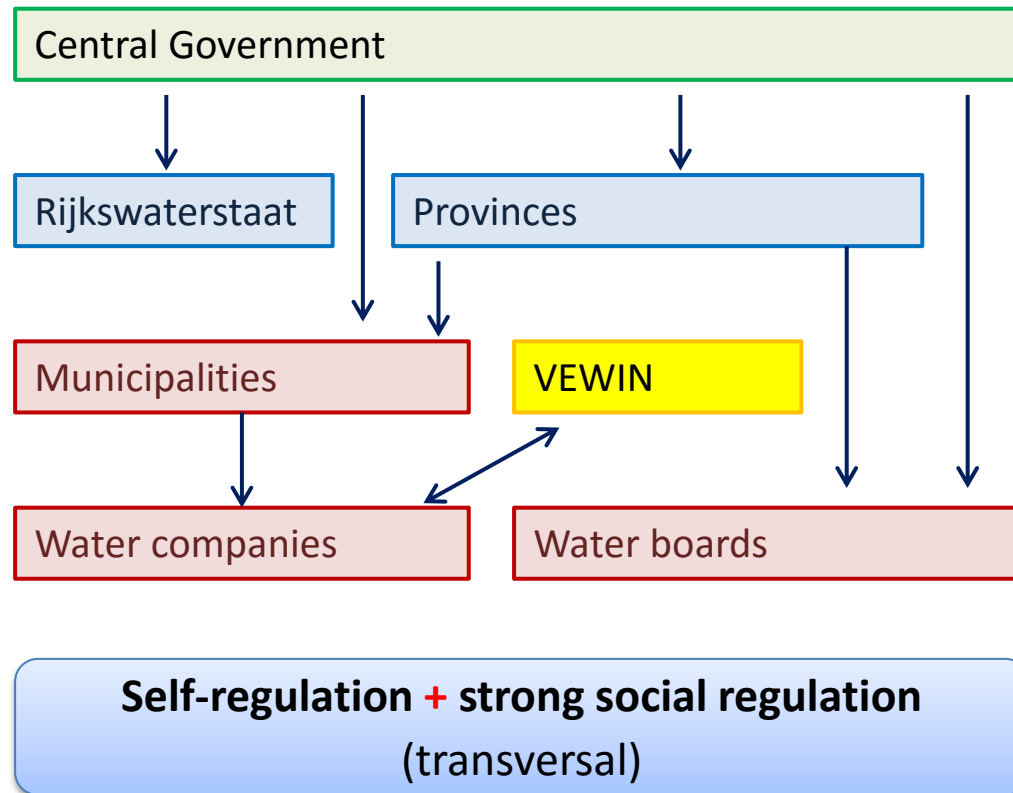 Central Government
Rijkswaterstaat
Provinces
Municipalities
VEWIN
Water companies
Water boards
Self-regulation + strong social regulation
(transversal)